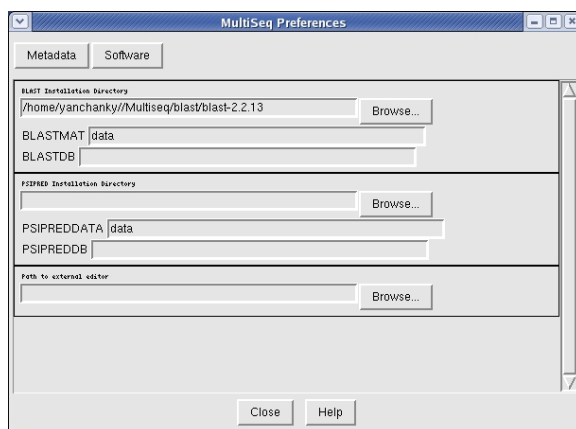 MultiSeq Preferences
Metadata Software
BLAST Installation Directory
/home/yanchanky//Multiseq/blast/blast-2.2.13 Browse...
BLASTMAT data
BLASTDB
PSIPRED Installation Directory
Browse...
PSIPREDDATA data
PSIPREDDB
Path to external editor
Browse...
Close Help